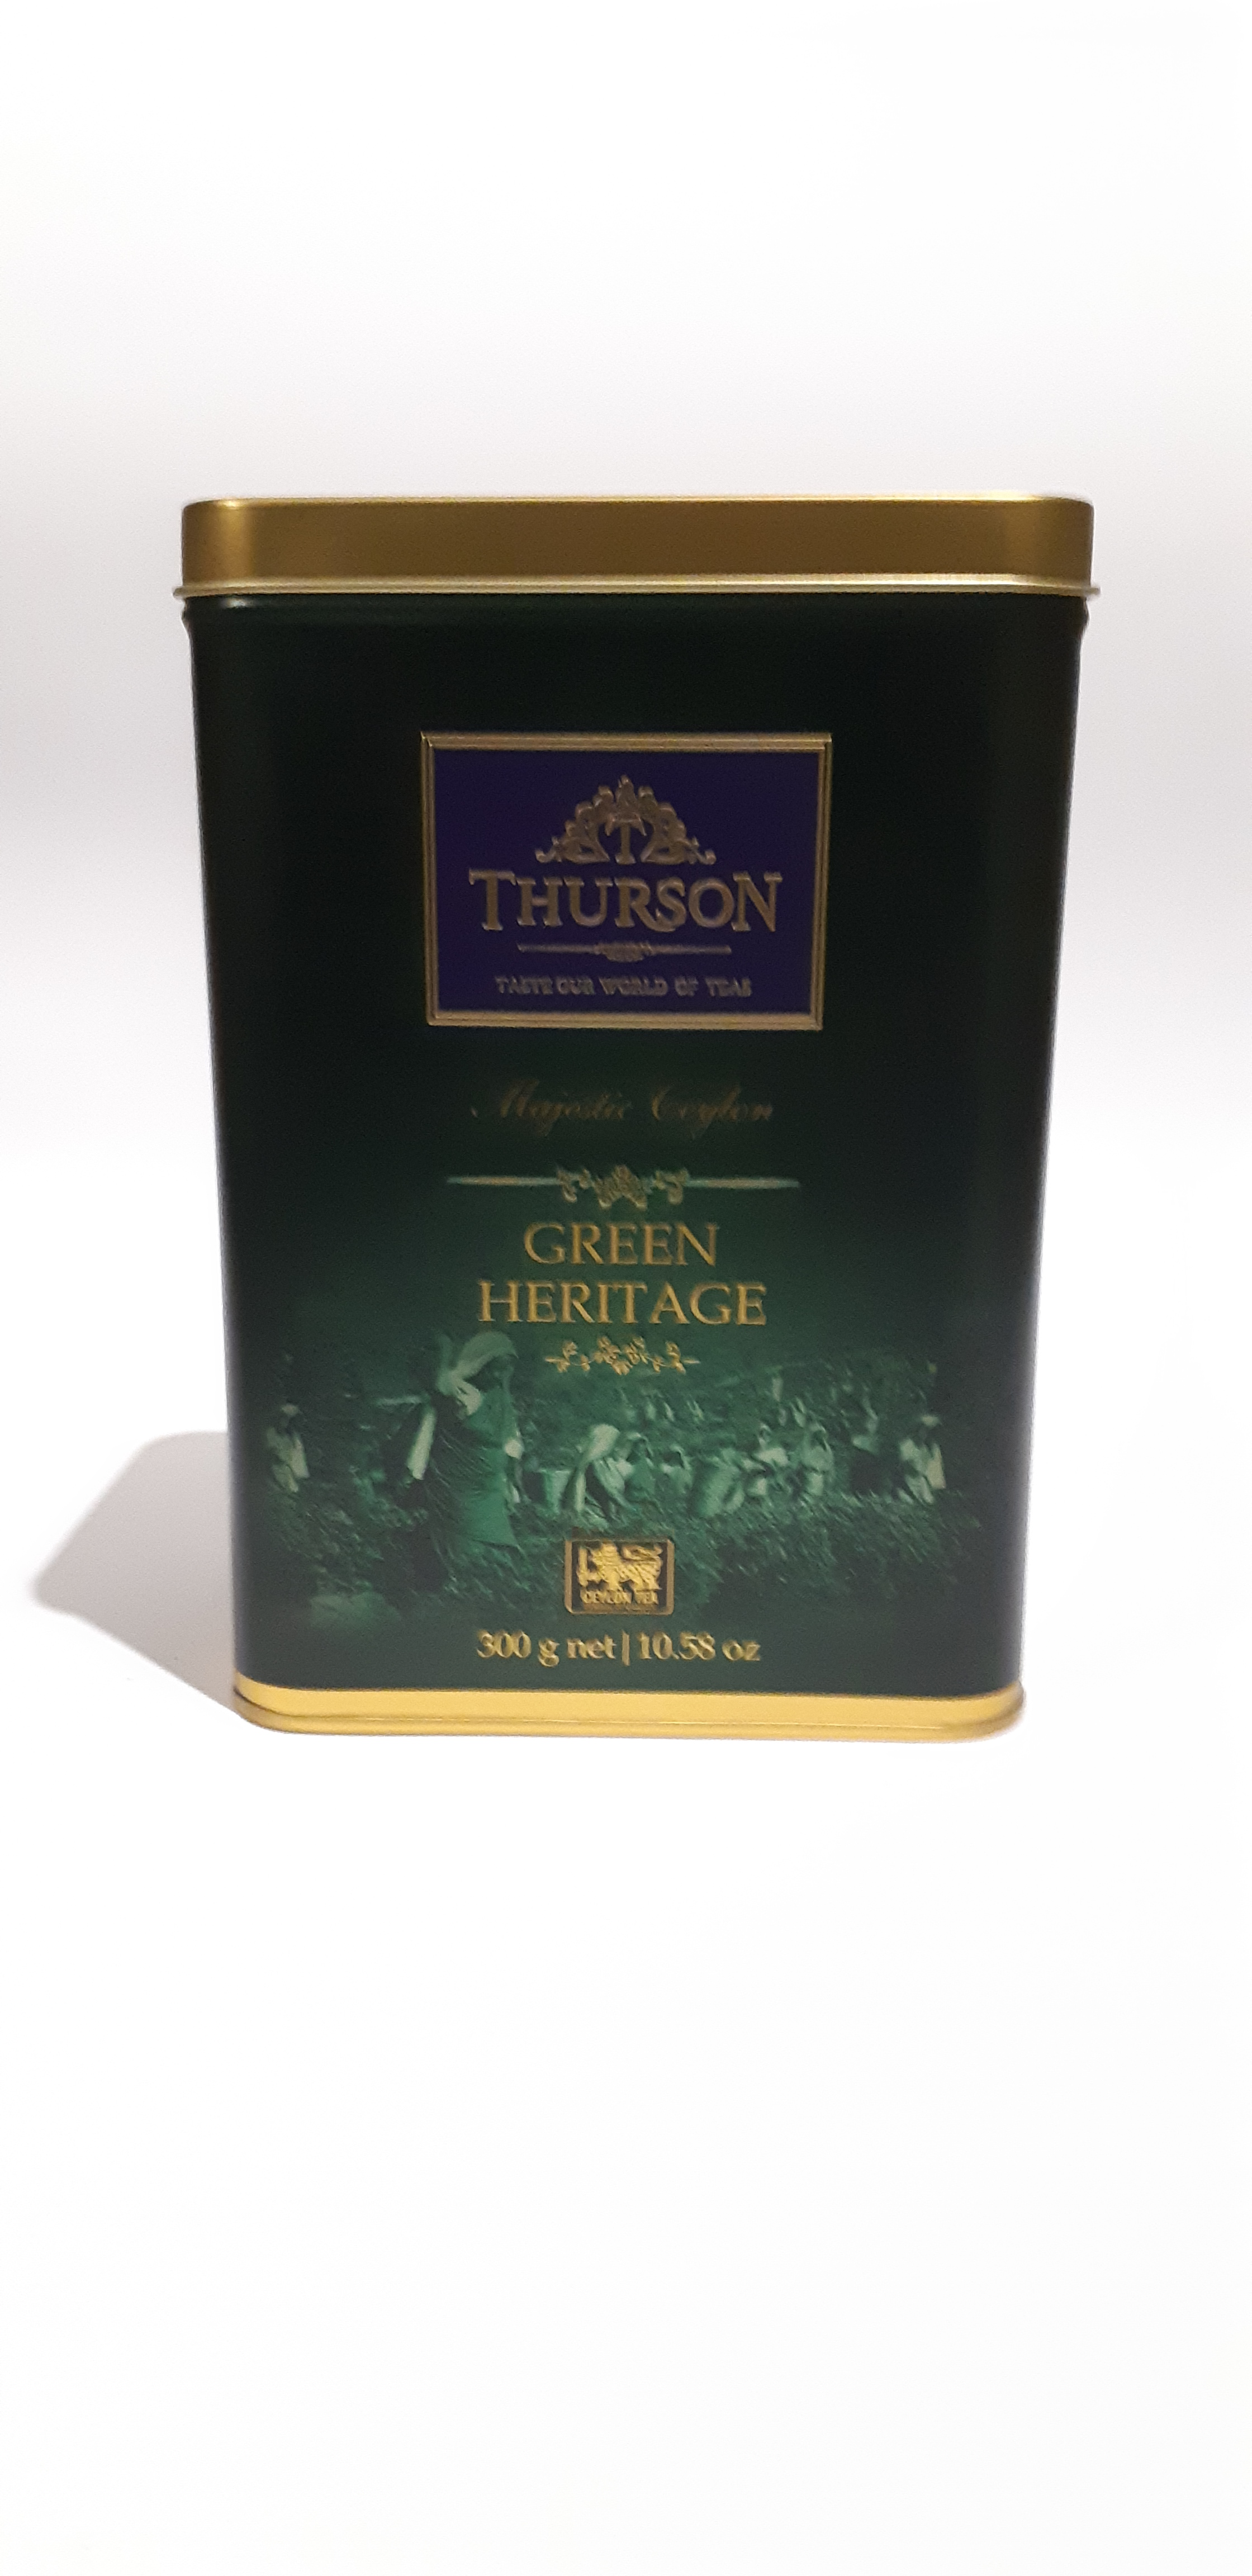 T
THURSON
TASTE OUR WORLD OF TEAS
Majestic Ceylon
GREEN
HERITAGE
CEYLON TEA
300 g net | 10.58 oz